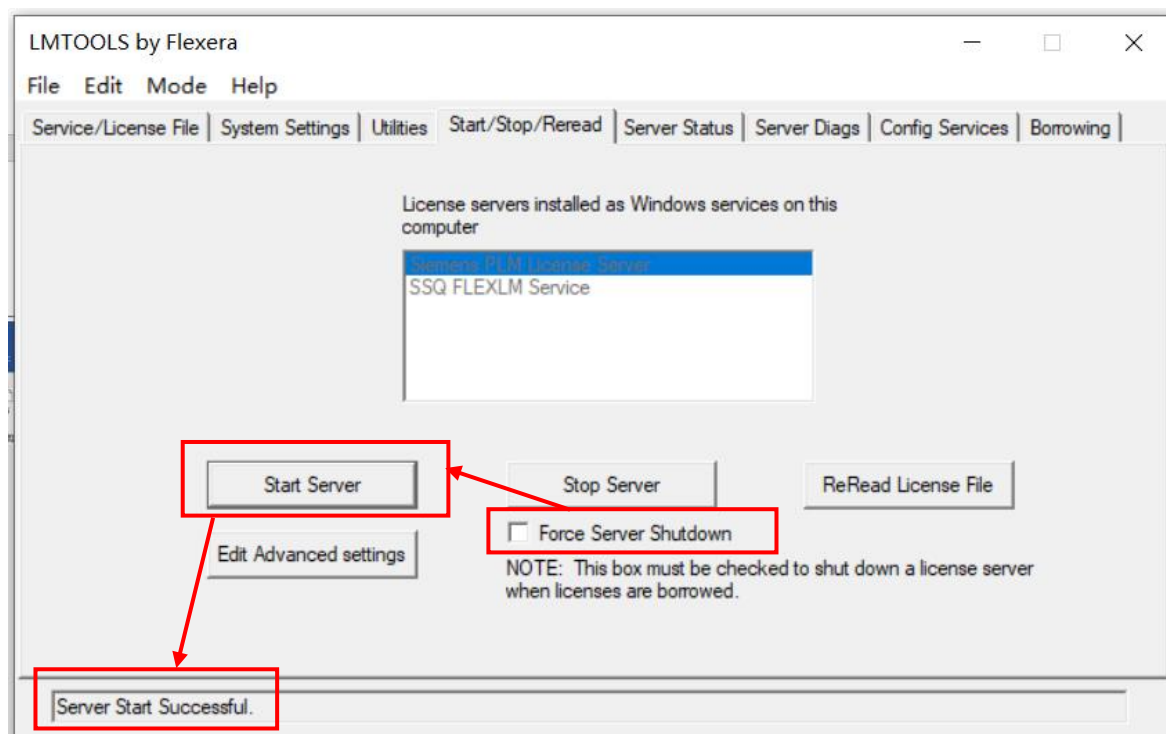 LMTOOLS by Flexera
File Edit Mode Help
Service/License File System Settings Utilities Start/Stop/Reread Server Status Server Diags Config Services Borrowing
License servers installed as Windows services on this
computer
Siemens PLM License Server
SSQ FLEXLM Service
Start Server Stop Server ReRead License File
Force Server Shutdown
Edit Advanced settings
NOTE: This box must be checked to shut down a license server
when licenses are borrowed.
Server Start Successful.